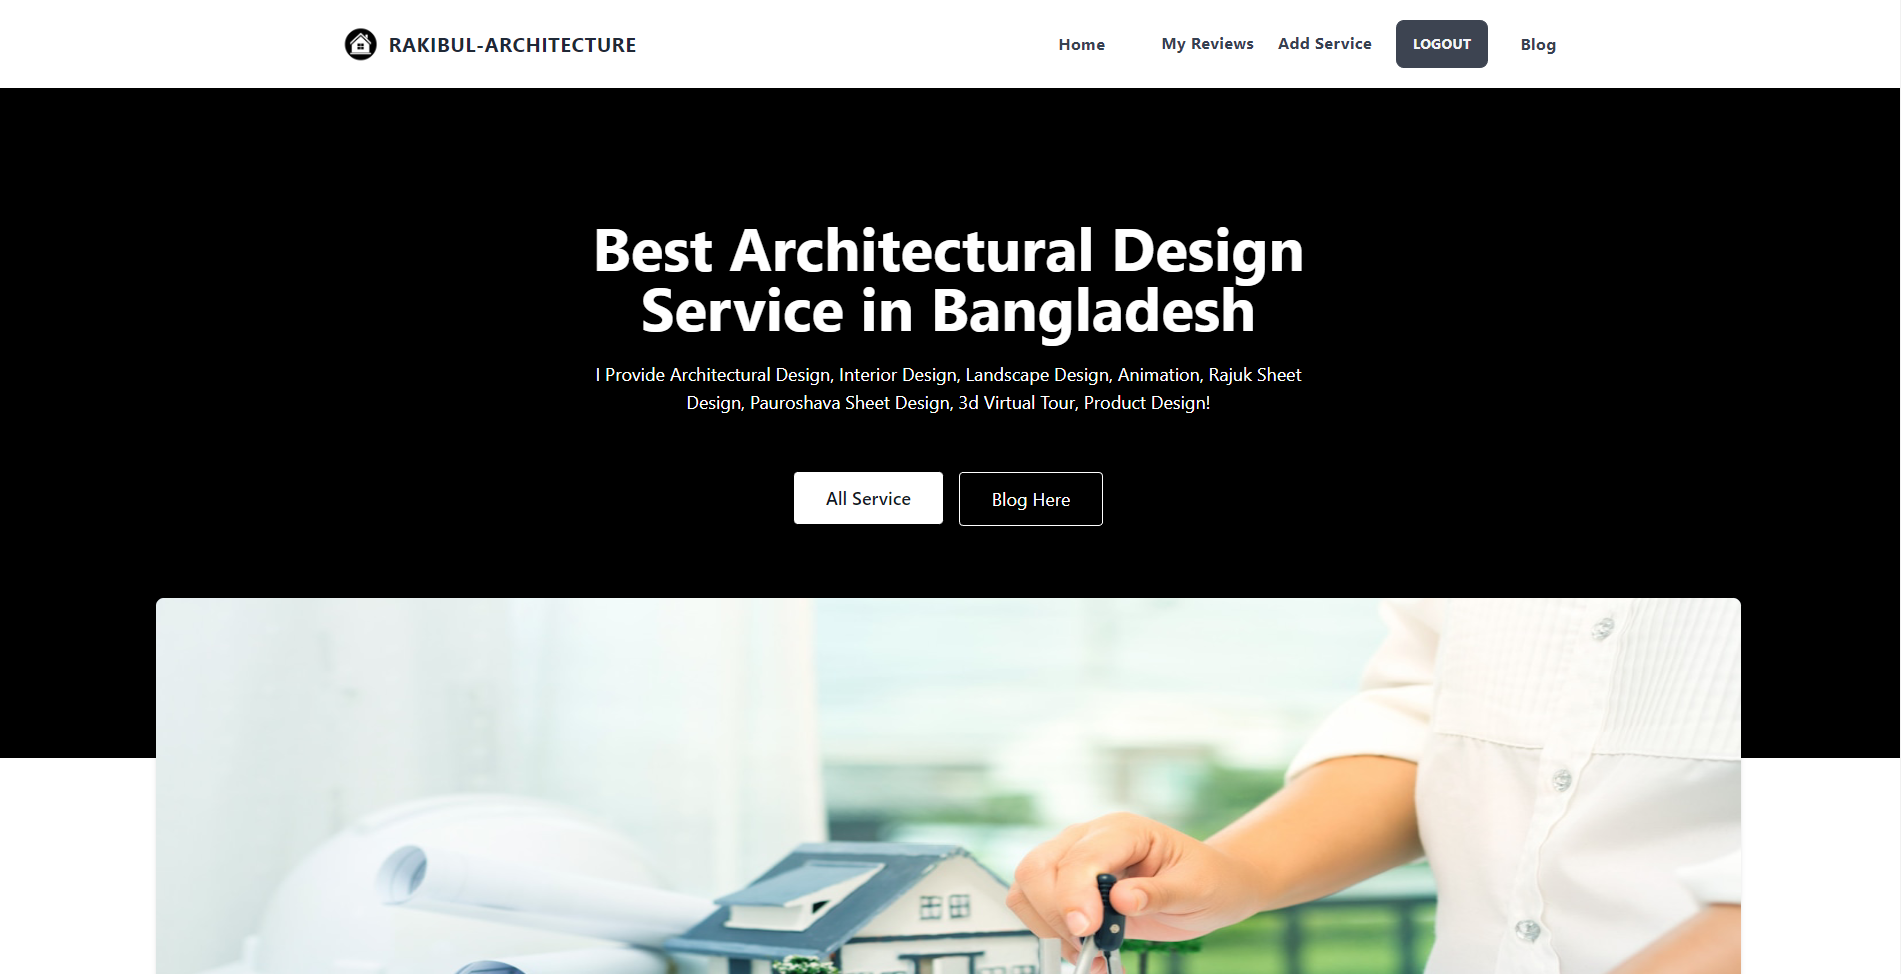 RAKIBUL-ARCHITECTURE
Home
My Reviews
Add Service
LOGOUT
Blog
Best Architectural Design
Service in Bangladesh
I Provide Architectural Design, Interior Design, Landscape Design, Animation, Rajuk Sheet
Design, Pauroshava Sheet Design, 3d Virtual Tour, Product Design!
All Service
Blog Here